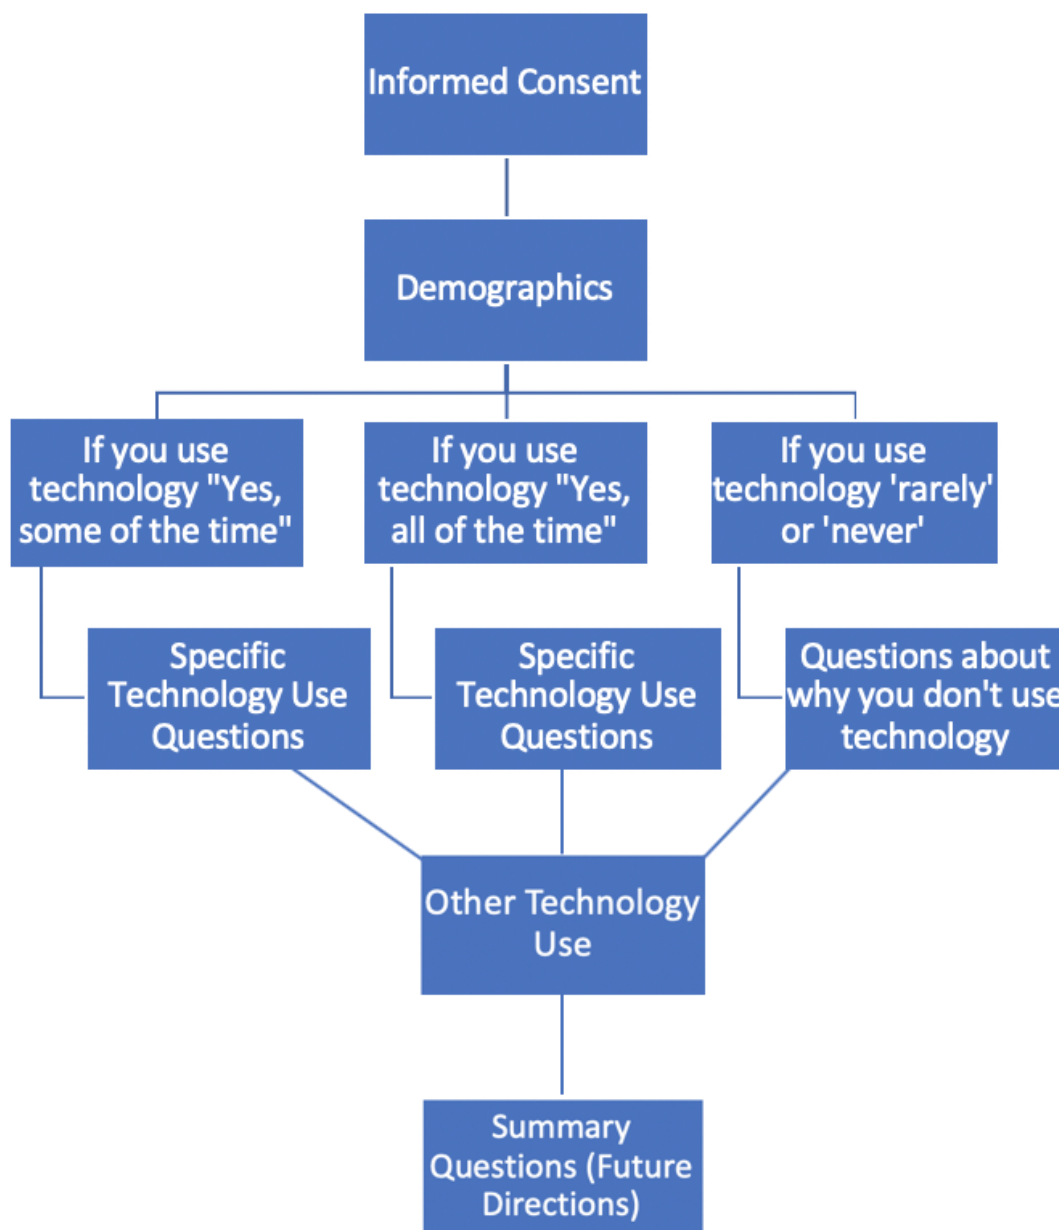 Informed Consent
Demographics
If you use
technology "Yes,
some of the time"
If you use
technology "Yes,
all of the time"
If you use
technology 'rarely'
or 'never'
Specific
Technology Use
Questions
Specific
Technology Use
Questions
Questions about
why you don't use
technology
Other Technology
Use
Summary
Questions (Future
Directions)